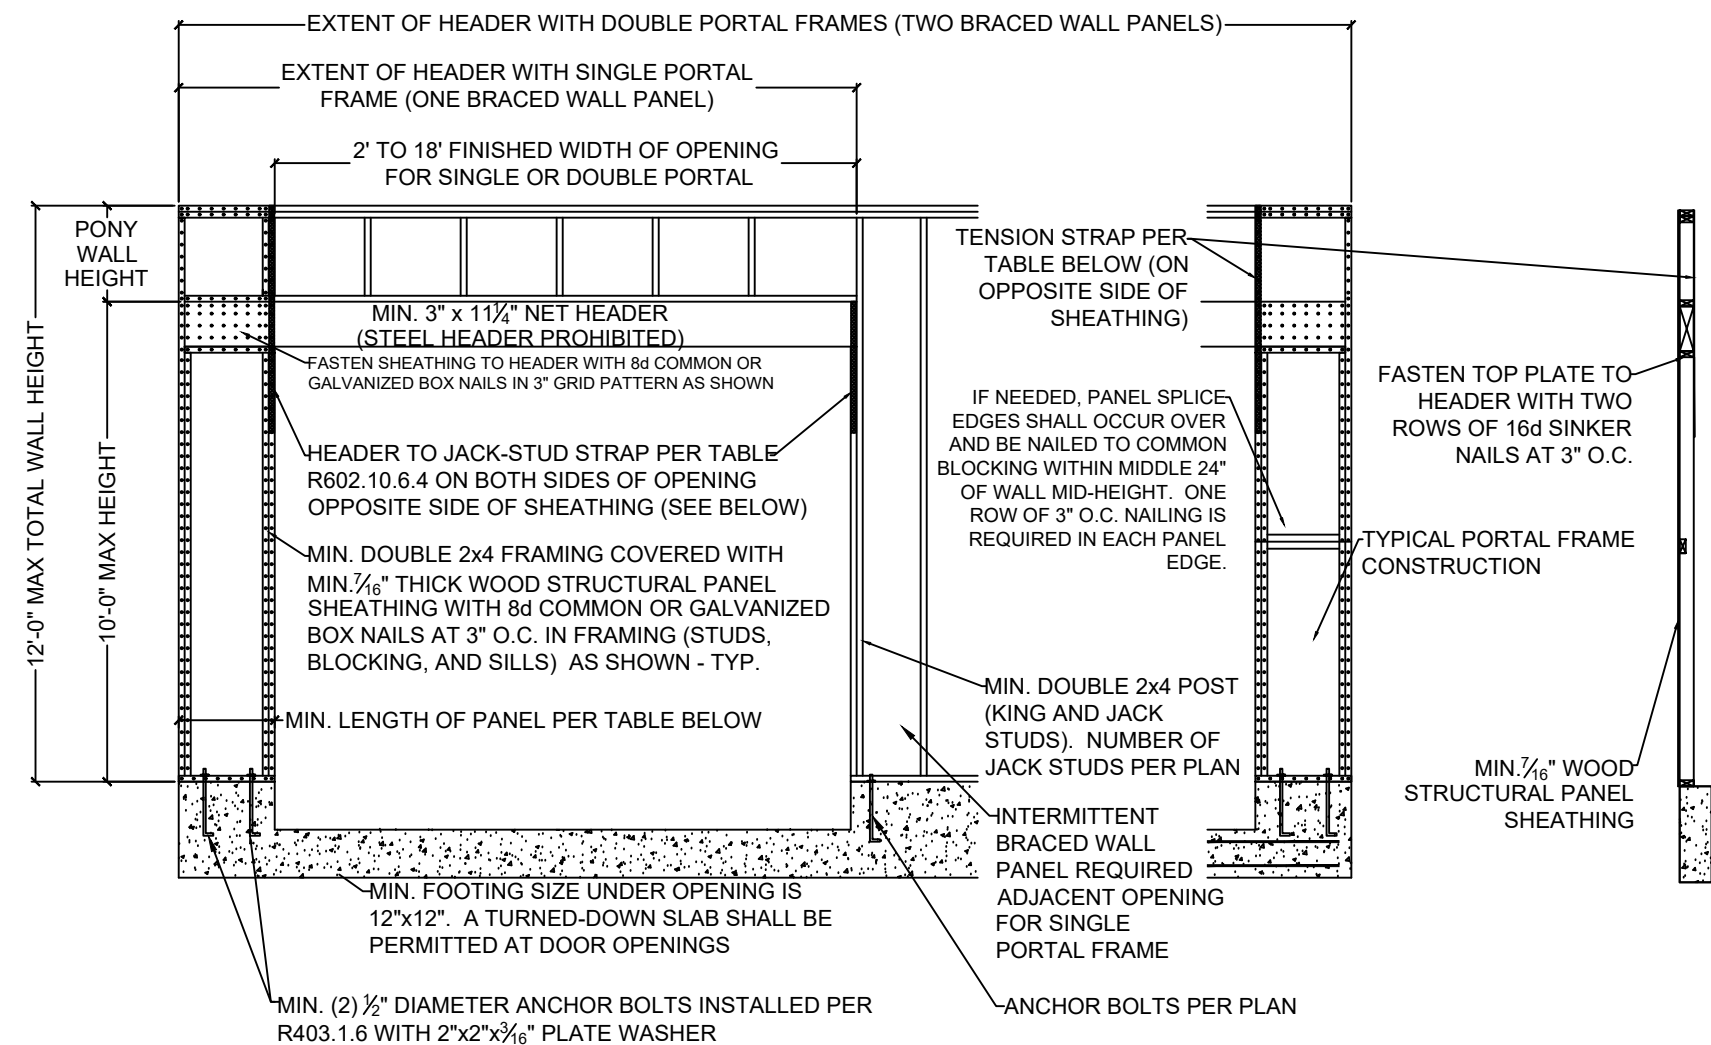 EXTENT OF HEADER WITH DOUBLE PORTAL FRAMES (TWO BRACED WALL PANELS)
EXTENT OF HEADER WITH SINGLE PORTAL
FRAME (ONE BRACED WALL PANEL)
2' TO 18' FINISHED WIDTH OF OPENING
FOR SINGLE OR DOUBLE PORTAL
12'-0" MAX TOTAL WALL HEIGHT
PONY
WALL
HEIGHT
10'-0" MAX HEIGHT
MIN. 3" x 11¼" NET HEADER
(STEEL HEADER PROHIBITED)
FASTEN SHEATHING TO HEADER WITH 8d COMMON OR
GALVANIZED BOX NAILS IN 3" GRID PATTERN AS SHOWN
HEADER TO JACK-STUD STRAP PER TABLE
R602.10.6.4 ON BOTH SIDES OF OPENING
OPPOSITE SIDE OF SHEATHING (SEE BELOW)
MIN. DOUBLE 2x4 FRAMING COVERED WITH
MIN.7⁄16" THICK WOOD STRUCTURAL PANEL
SHEATHING WITH 8d COMMON OR GALVANIZED
BOX NAILS AT 3" O.C. IN FRAMING (STUDS,
BLOCKING, AND SILLS) AS SHOWN - TYP.
MIN. LENGTH OF PANEL PER TABLE BELOW
MIN. FOOTING SIZE UNDER OPENING IS
12"x12". A TURNED-DOWN SLAB SHALL BE
PERMITTED AT DOOR OPENINGS
MIN. (2) ½" DIAMETER ANCHOR BOLTS INSTALLED PER
R403.1.6 WITH 2"x2"x3⁄16" PLATE WASHER
TENSION STRAP PER
TABLE BELOW (ON
OPPOSITE SIDE OF
SHEATHING)
IF NEEDED, PANEL SPLICE
EDGES SHALL OCCUR OVER
AND BE NAILED TO COMMON
BLOCKING WITHIN MIDDLE 24"
OF WALL MID-HEIGHT. ONE
ROW OF 3" O.C. NAILING IS
REQUIRED IN EACH PANEL
EDGE.
MIN. DOUBLE 2x4 POST
(KING AND JACK
STUDS). NUMBER OF
JACK STUDS PER PLAN
INTERMITTENT
BRACED WALL
PANEL REQUIRED
ADJACENT OPENING
FOR SINGLE
PORTAL FRAME
ANCHOR BOLTS PER PLAN
FASTEN TOP PLATE TO
HEADER WITH TWO
ROWS OF 16d SINKER
NAILS AT 3" O.C.
TYPICAL PORTAL FRAME
CONSTRUCTION
MIN.7⁄16" WOOD
STRUCTURAL PANEL
SHEATHING